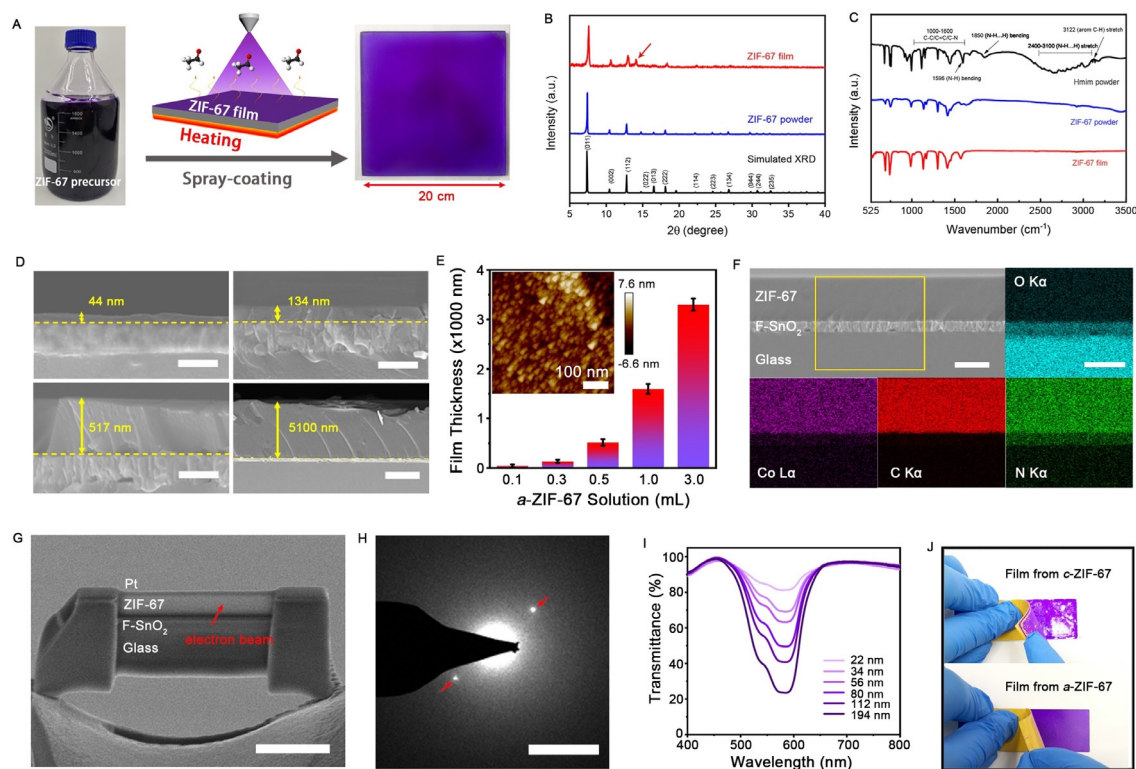 A
ZIF-67 precursor
ZIF-67 film
Heating
Spray-coating
20 cm
B
Intensity (a.u.)
ZIF-67 film
ZIF-67 powder
Simulated XRD
(011)
(002)
(112)
(022)
(013)
(222)
(114)
(223)
(134)
(044)
(244)
(235)
5 10 15 20 25 30 35 40
2θ (degree)
C
Intensity (a.u.)
1000-1600
C-C/C=C/C-N
1850 (N-H...H) bending
3122 (arom C-H) stretch
2400-3100 (N-H...H) stretch
1596 (N-H) bending
Hmim powder
ZIF-67 powder
ZIF-67 film
525 1000 1500 2000 2500 3000 3500
Wavenumber (cm-1)
D
44 nm
134 nm
517 nm
5100 nm
E
Film Thickness (x1000 nm)
4
3
2
1
0
7.6 nm
-6.6 nm
100 nm
0.1 0.3 0.5 1.0 3.0
a-ZIF-67 Solution (mL)
F
ZIF-67
F-SnO2
Glass
O Kα
Co Lα
C Kα
N Kα
G
Pt
ZIF-67
F-SnO2
Glass
electron beam
H
I
Transmittance (%)
100
80
60
40
20
0
22 nm
34 nm
56 nm
80 nm
112 nm
194 nm
400 500 600 700 800
Wavelength (nm)
J
Film from c-ZIF-67
Film from a-ZIF-67